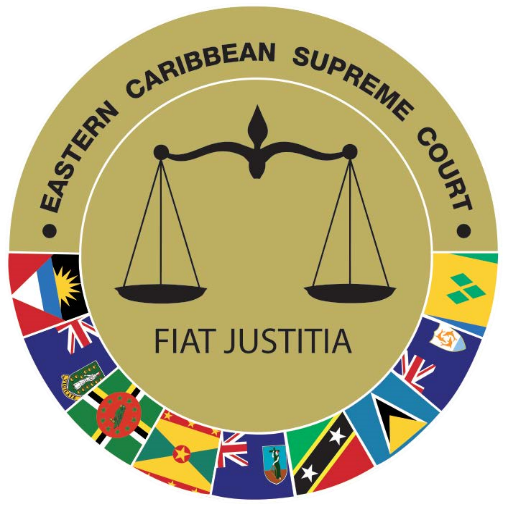 EASTERN CARIBBEAN SUPREME COURT
FIAT JUSTITIA